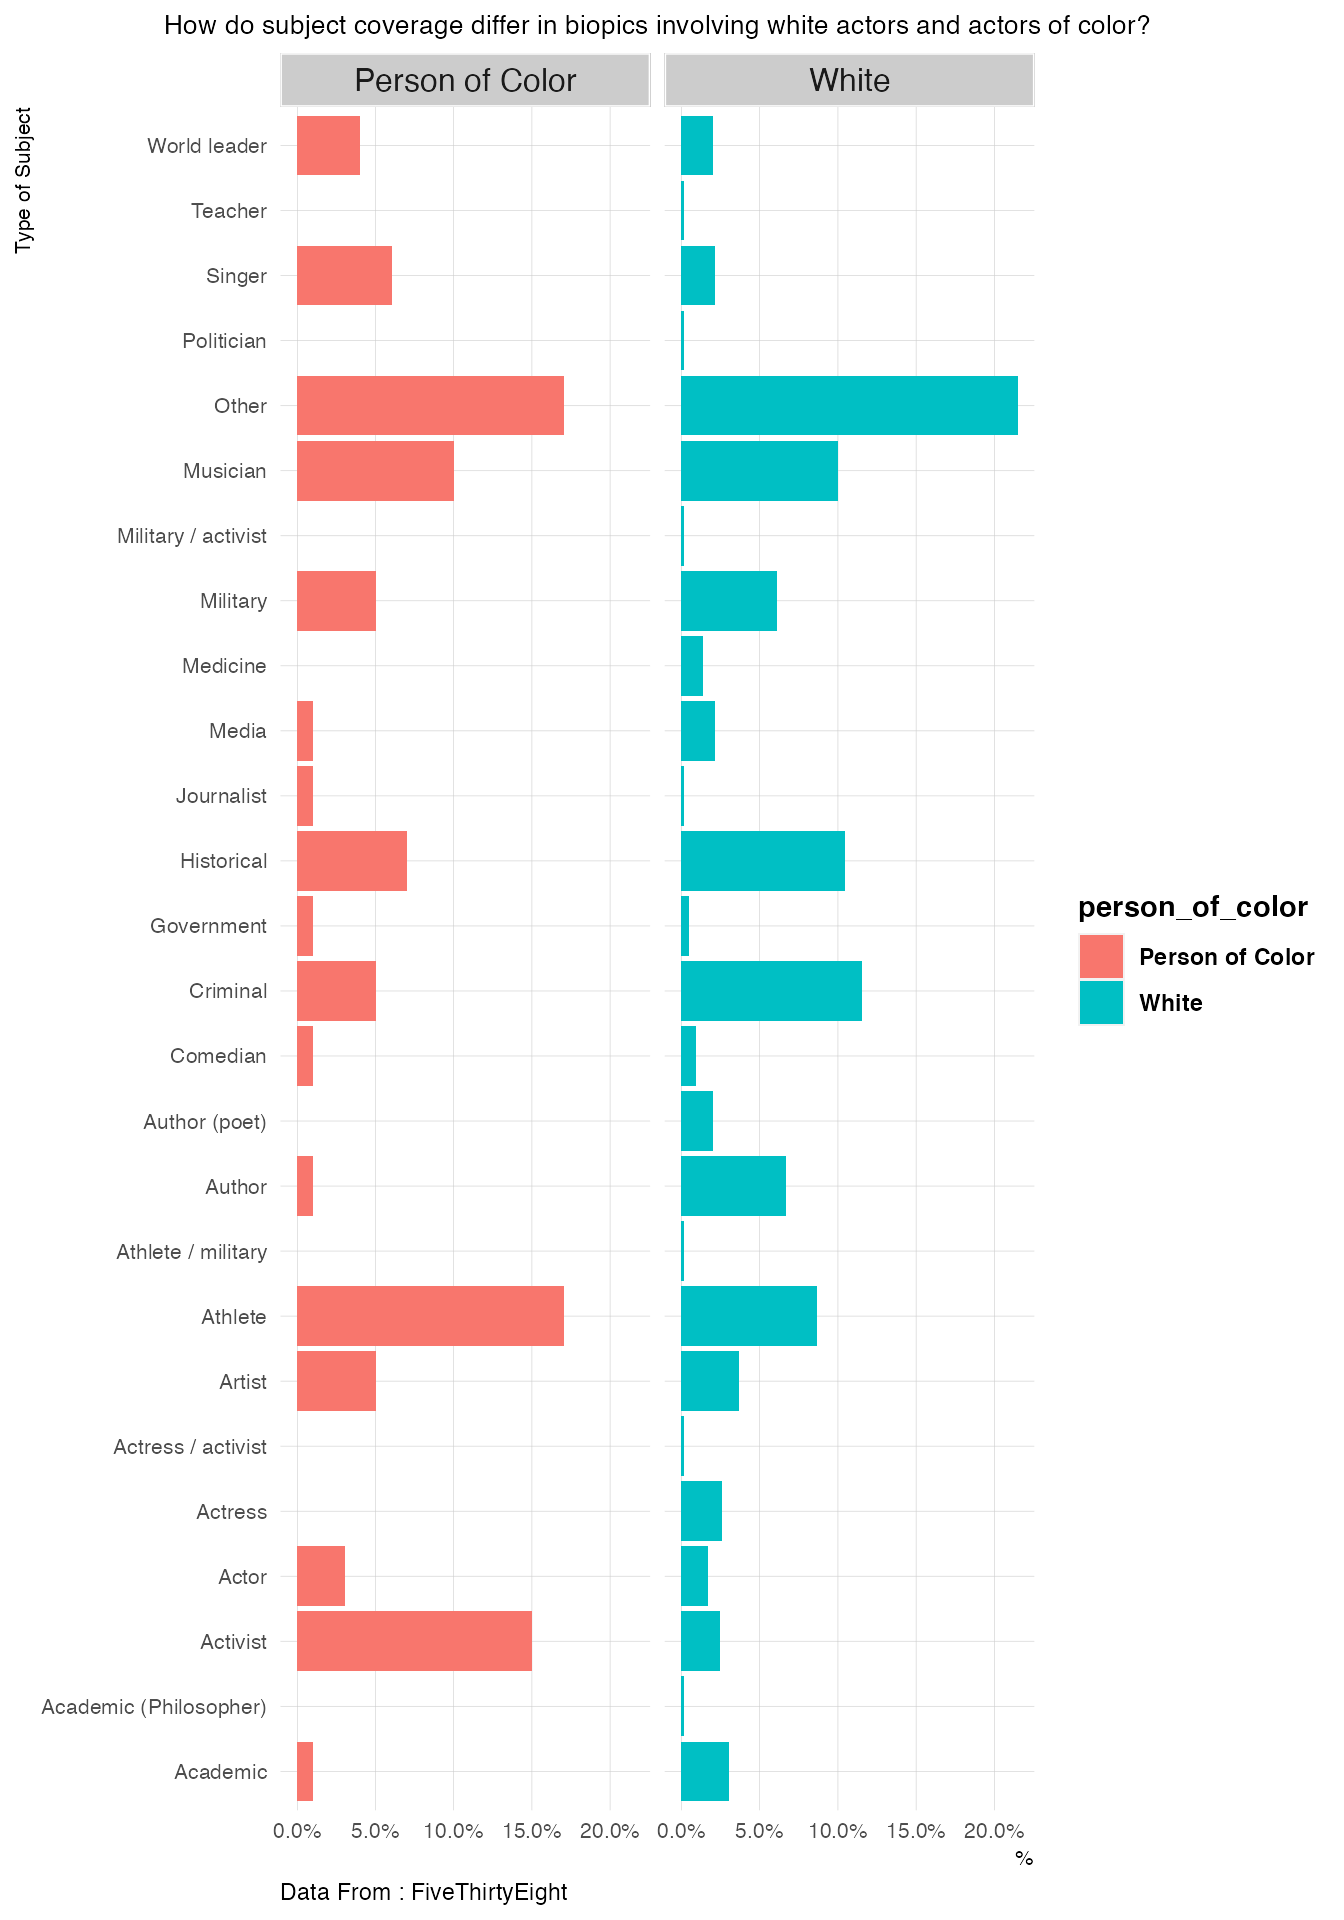 How do subject coverage differ in biopics involving white actors and actors of color?
Person of Color
White
Type of Subject
World leader
Teacher
Singer
Politician
Other
Musician
Military / activist
Military
Medicine
Media
Journalist
Historical
Government
Criminal
Comedian
Author (poet)
Author
Athlete / military
Athlete
Artist
Actress / activist
Actress
Actor
Activist
Academic (Philosopher)
Academic
person_of_color
Person of Color
White
0.0% 5.0% 10.0% 15.0% 20.0% 0.0% 5.0% 10.0% 15.0% 20.0%
%
Data From : FiveThirtyEight